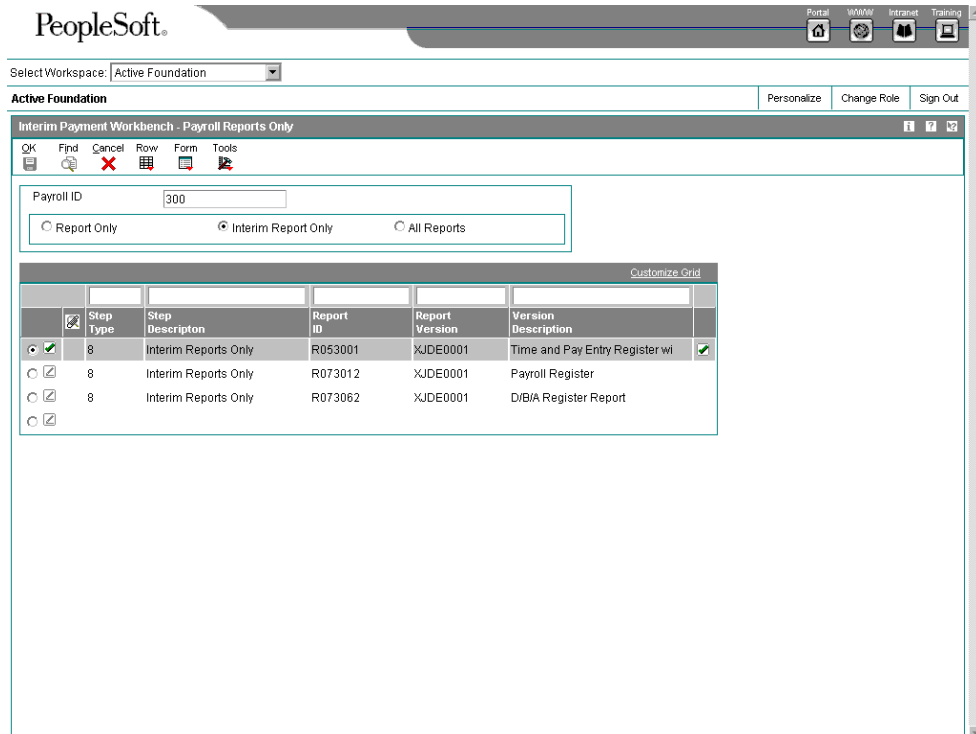 PeopleSoft®
Portal WWW Intranet Training
Select Workspace: Active Foundation
Active Foundation Personalize Change Role Sign Out
Interim Payment Workbench - Payroll Reports Only
OK Find Cancel Row Form Tools
Payroll ID 300
Report Only Interim Report Only All Reports
Customize Grid
Step Type Step Descripton Report ID Report Version Version Description
8 Interim Reports Only R053001 XJDE0001 Time and Pay Entry Register wi
8 Interim Reports Only R073012 XJDE0001 Payroll Register
8 Interim Reports Only R073062 XJDE0001 D/B/A Register Report